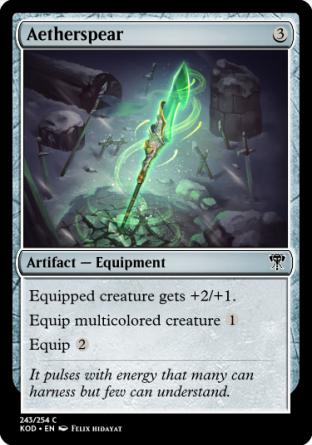 Aetherspear 3
Artifact — Equipment
Equipped creature gets +2/+1.
Equip multicolored creature 1
Equip 2
It pulses with energy that many can
harness but few can understand.
243/254 C
KOD • EN Felix Hidayat